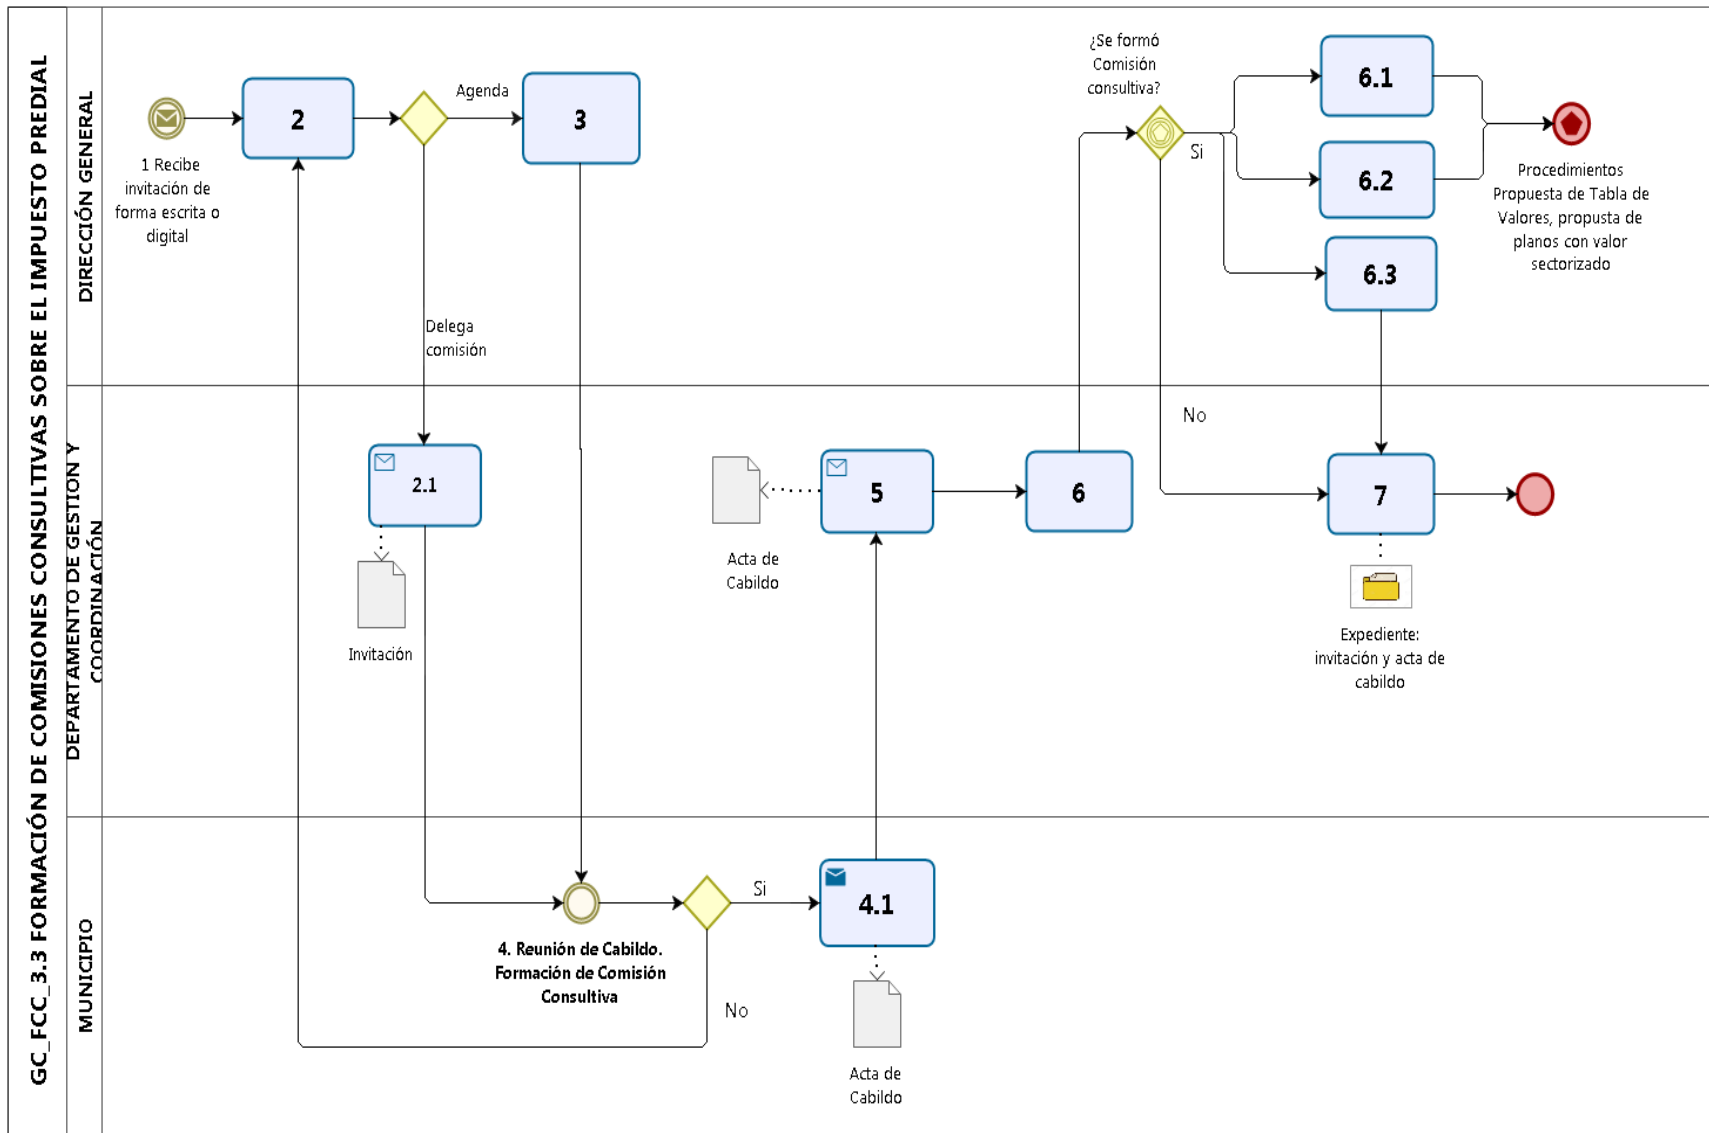 GC_FCC_3.3 FORMACIÓN DE COMISIONES CONSULTIVAS SOBRE EL IMPUESTO PREDIAL
DIRECCIÓN GENERAL
1 Recibe
invitación de
forma escrita o
digital
2
Agenda
3
Delega
comisión
¿Se formó
Comisión
consultiva?
Si
6.1
6.2
6.3
Procedimientos
Propuesta de Tabla de
Valores, propusta de
planos con valor
sectorizado
DEPARTAMENTO DE GESTION Y
COORDINACIÓN
2.1
Invitación
5
Acta de
Cabildo
6
No
7
Expediente:
invitación y acta de
cabildo
MUNICIPIO
4. Reunión de Cabildo.
Formación de Comisión
Consultiva
Si
No
4.1
Acta de
Cabildo